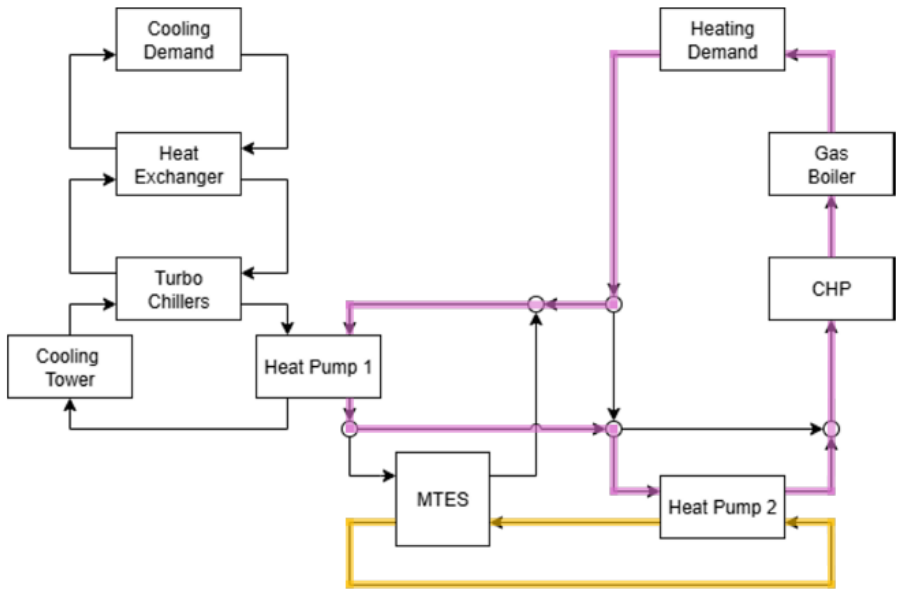 Cooling
Demand
Heating
Demand
Heat
Exchanger
Gas
Boiler
Turbo
Chillers
CHP
Cooling
Tower
Heat Pump 1
MTES
Heat Pump 2